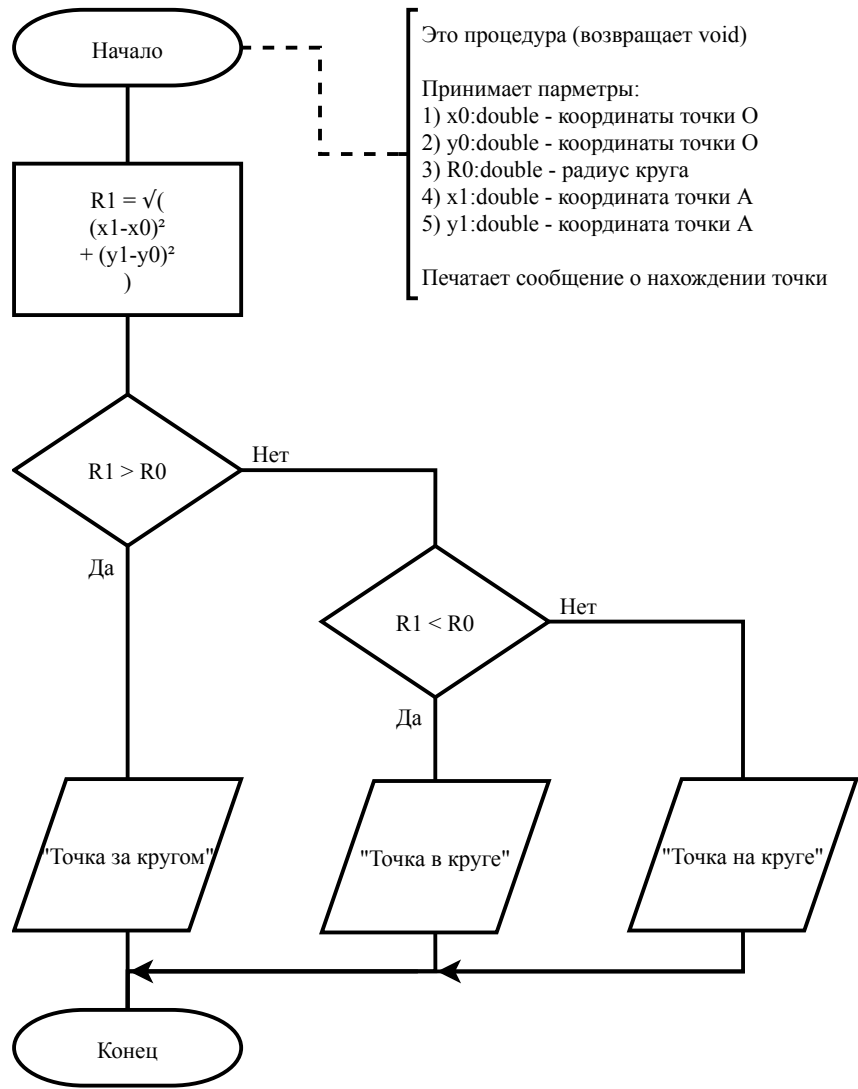 Начало
Это процедура (возвращает void)
Принимает парметры:
1) x0:double - координаты точки O
2) y0:double - координаты точки O
3) R0:double - радиус круга
4) x1:double - координата точки A
5) y1:double - координата точки A
Печатает сообщение о нахождении точки
R1 = √(
(x1-x0)²
+ (y1-y0)²
)
R1 > R0
Нет
Да
R1 < R0
Нет
Да
"Точка за кругом"
"Точка в круге"
"Точка на круге"
Конец